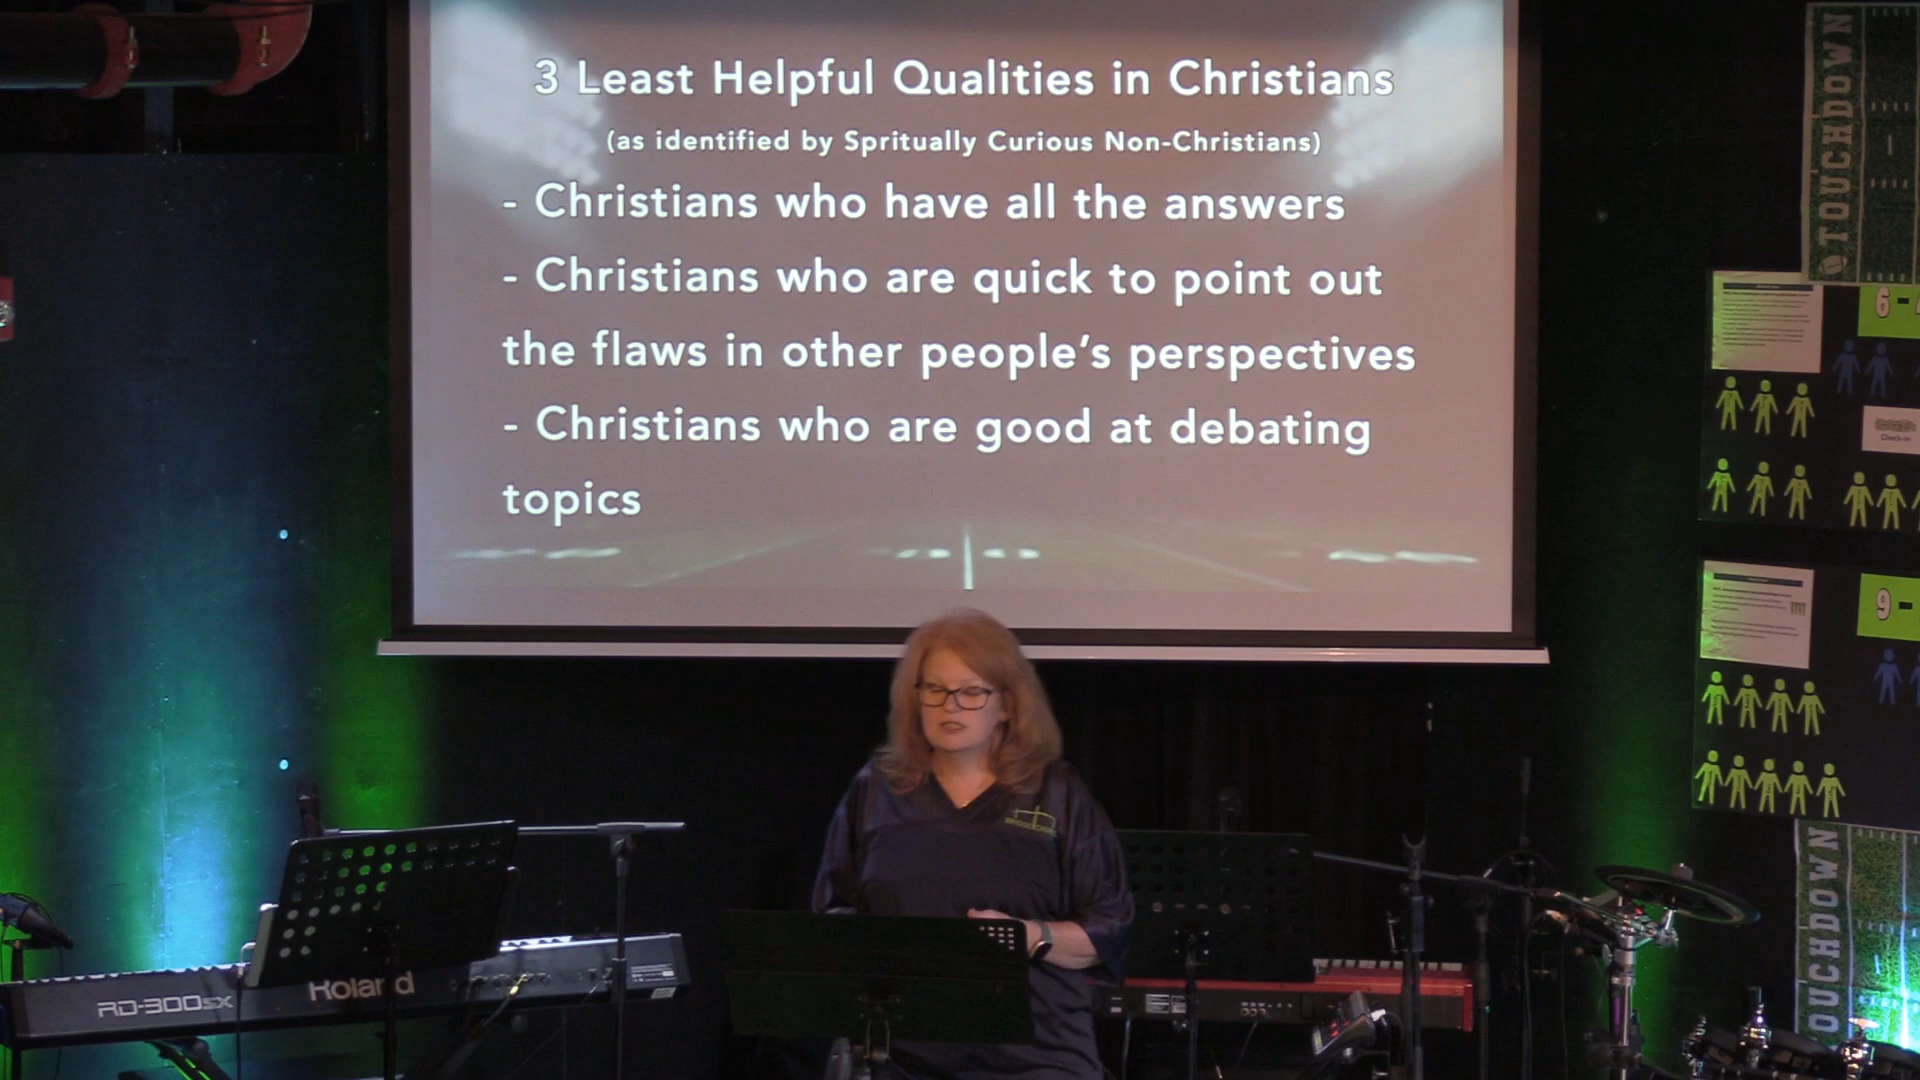 3 Least Helpful Qualities in Christians
(as identified by Spritually Curious Non-Christians)
- Christians who have all the answers
- Christians who are quick to point out
the flaws in other people's perspectives
- Christians who are good at debating
topics
TOUCHDOWN
6 -
Check-in
9 -
OUCHDOWN
RD-300SX
Roland